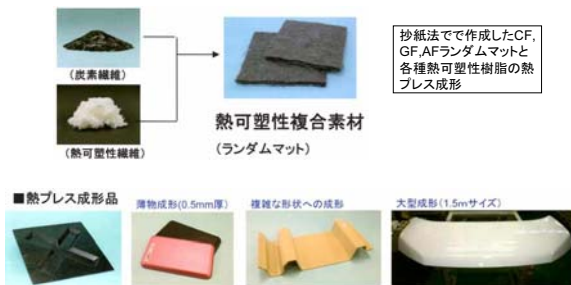 抄紙法でで作成したCF,
GF,AFランダムマットと
各種熱可塑性樹脂の熱
プレス成形
(炭素繊維)
(熱可塑性繊維)
熱可塑性複合素材
(ランダムマット)
■熱プレス成形品
薄物成形(0.5mm厚)
複雑な形状への成形
大型成形(1.5mサイズ)